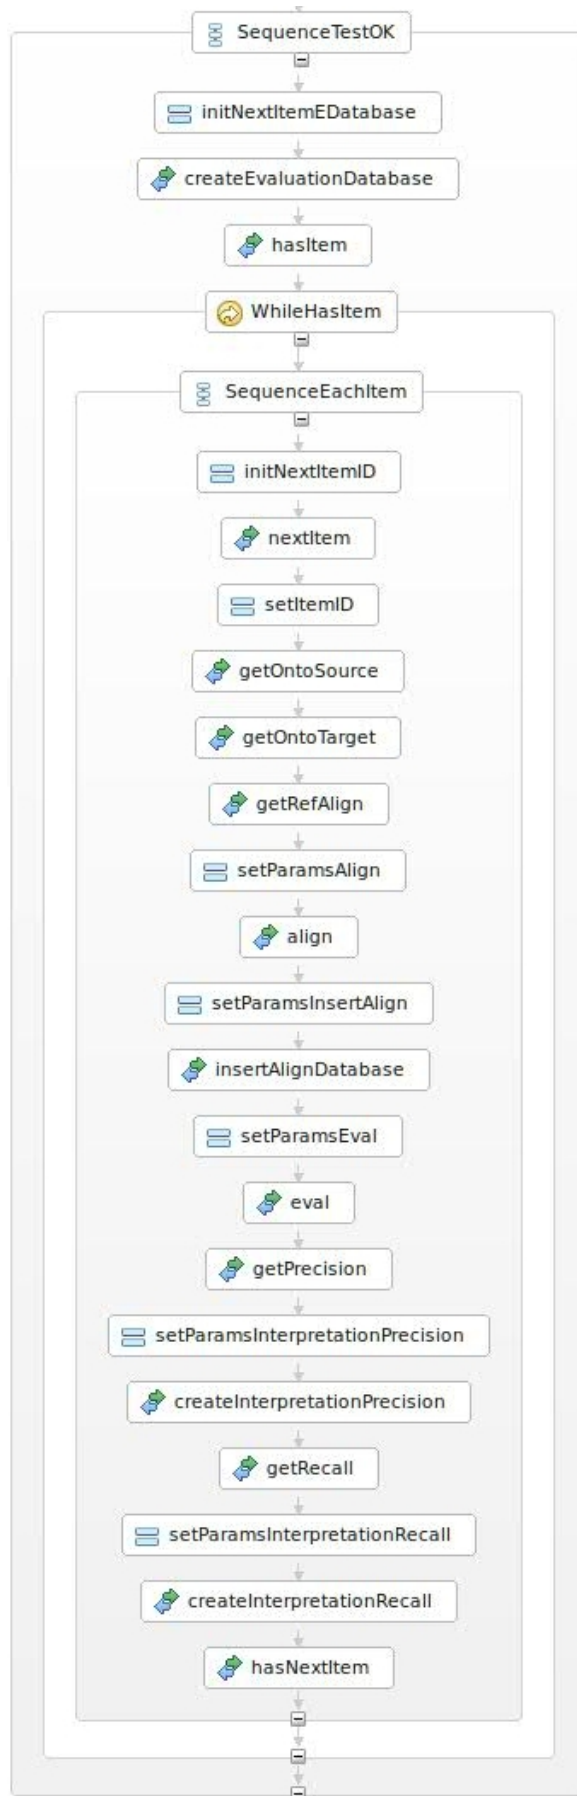 SequenceTestOK
initNextItemEDatabase
createEvaluationDatabase
hasItem
WhileHasItem
SequenceEachItem
initNextItemID
nextItem
setItemID
getOntoSource
getOntoTarget
getRefAlign
setParamsAlign
align
setParamsInsertAlign
insertAlignDatabase
setParamsEval
eval
getPrecision
setParamsInterpretationPrecision
createInterpretationPrecision
getRecall
setParamsInterpretationRecall
createInterpretationRecall
hasNextItem